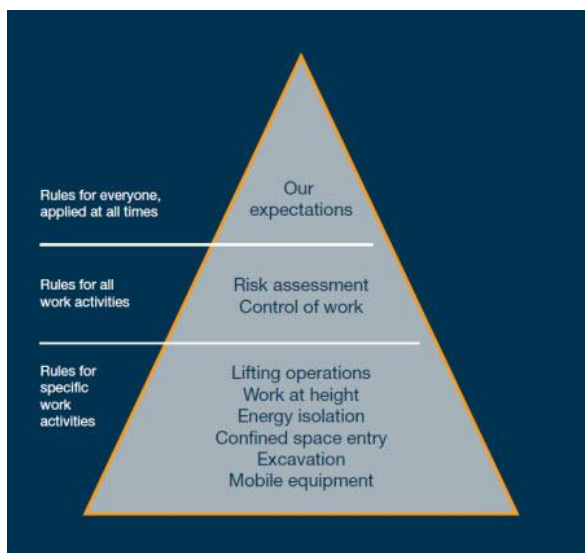 Rules for everyone,
applied at all times
Our
expectations
Rules for all
work activities
Risk assessment
Control of work
Rules for
specific
work
activities
Lifting operations
Work at height
Energy isolation
Confined space entry
Excavation
Mobile equipment